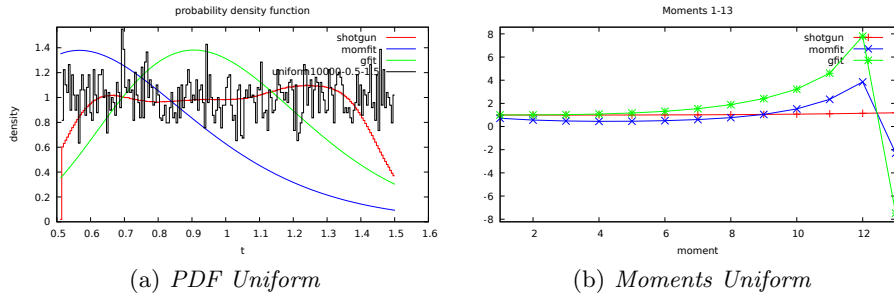 probability density function
shotgun
momfit
gfit
uniform10000-0.5-1.5
density
1.4
1.2
1
0.8
0.6
0.4
0.2
0
0.5 0.6 0.7 0.8 0.9 1 1.1 1.2 1.3 1.4 1.5 1.6
t
(a) PDF Uniform
Moments 1-13
shotgun
momfit
gfit
8
6
4
2
0
-2
-4
-6
-8
2 4 6 8 10 12
moment
(b) Moments Uniform